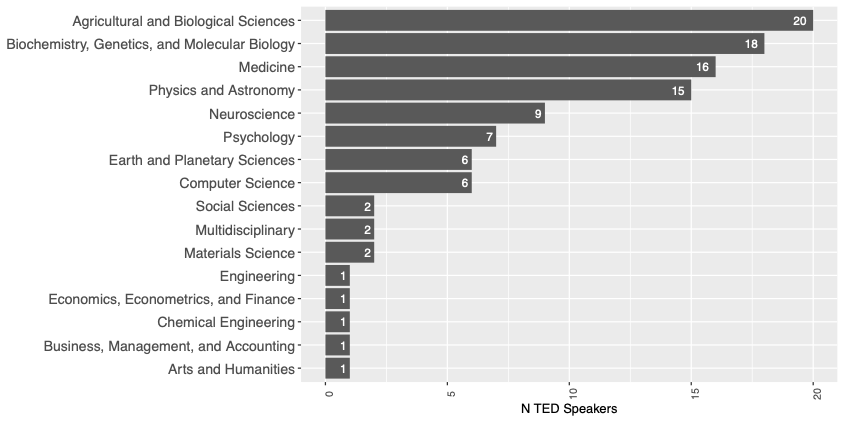 Agricultural and Biological Sciences 20
Biochemistry, Genetics, and Molecular Biology 18
Medicine 16
Physics and Astronomy 15
Neuroscience 9
Psychology 7
Earth and Planetary Sciences 6
Computer Science 6
Social Sciences 2
Multidisciplinary 2
Materials Science 2
Engineering 1
Economics, Econometrics, and Finance 1
Chemical Engineering 1
Business, Management, and Accounting 1
Arts and Humanities 1
0 5 10 15 20
N TED Speakers